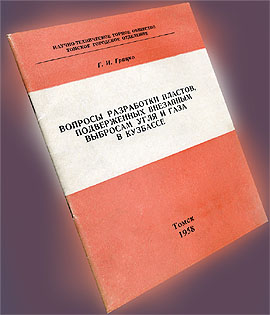 НАУЧНО-ТЕХНИЧЕСКОЕ ГОРНОЕ ОБЩЕСТВО
ТОМСКОЕ ГОРОДСКОЕ ОТДЕЛЕНИЕ
Г. И. Грицко
ВОПРОСЫ РАЗРАБОТКИ ПЛАСТОВ,
ПОДВЕРЖЕННЫХ ВНЕЗАПНЫМ
ВЫБРОСАМ УГЛЯ И ГАЗА
В КУЗБАССЕ
Томск
1958